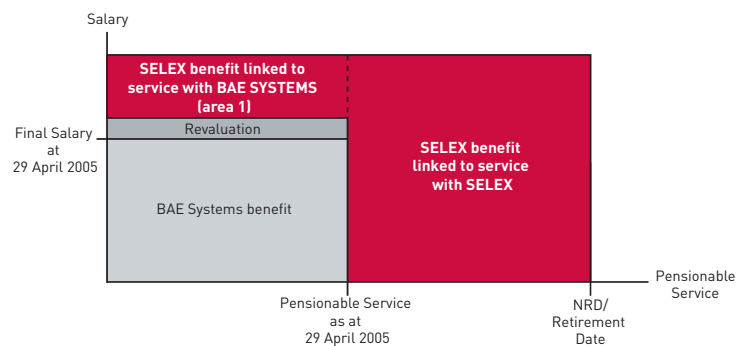 Salary
SELEX benefit linked to
service with BAE SYSTEMS
(area 1)
Final Salary
at
29 April 2005
Revaluation
BAE Systems benefit
SELEX benefit
linked to service
with SELEX
Pensionable
Service
Pensionable Service
as at
29 April 2005
NRD/
Retirement
Date